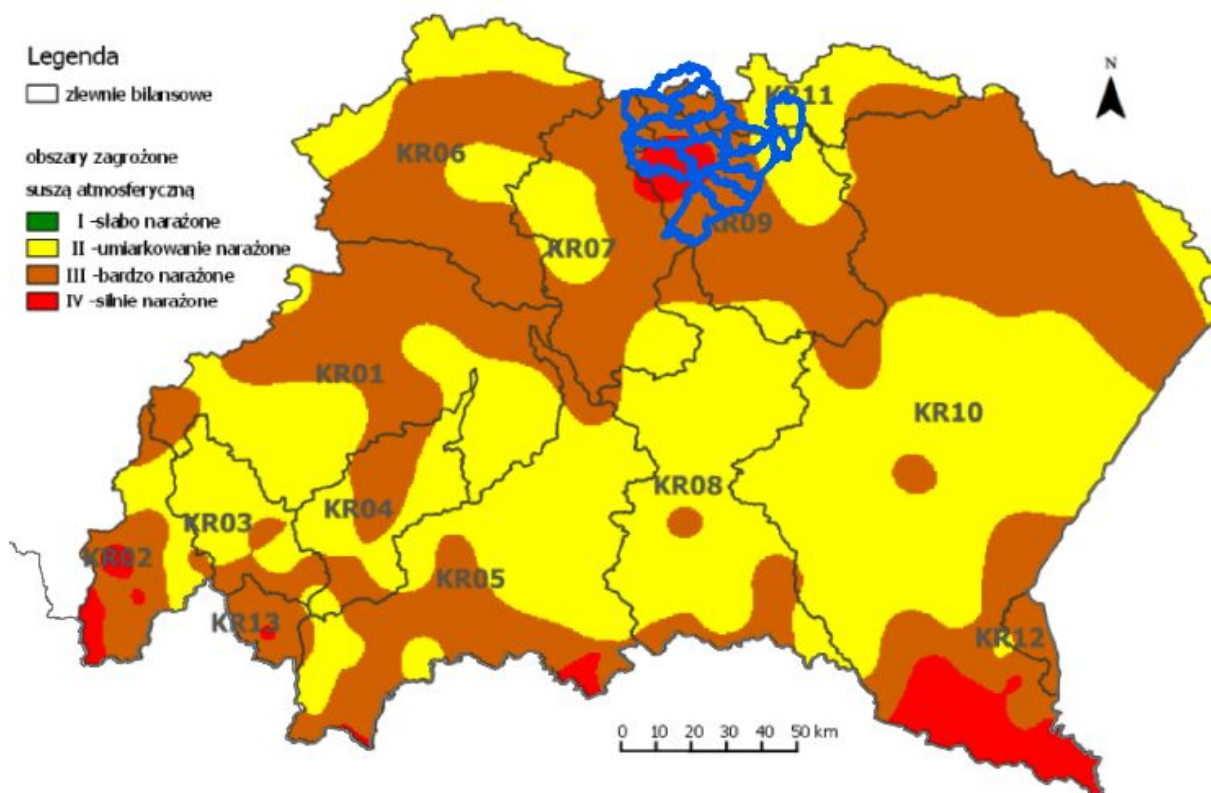 Legenda
zlewnie bilansowe
obszary zagrożone
suszą atmosferyczną
I -słabo narażone
II -umiarkowanie narażone
III -bardzo narażone
IV -silnie narażone
N
KR11
KR06
KR09
KR07
KR01
KR10
KR08
KR04
KR03
KR02
KR05
KR13
KR12
0 10 20 30 40 50 km